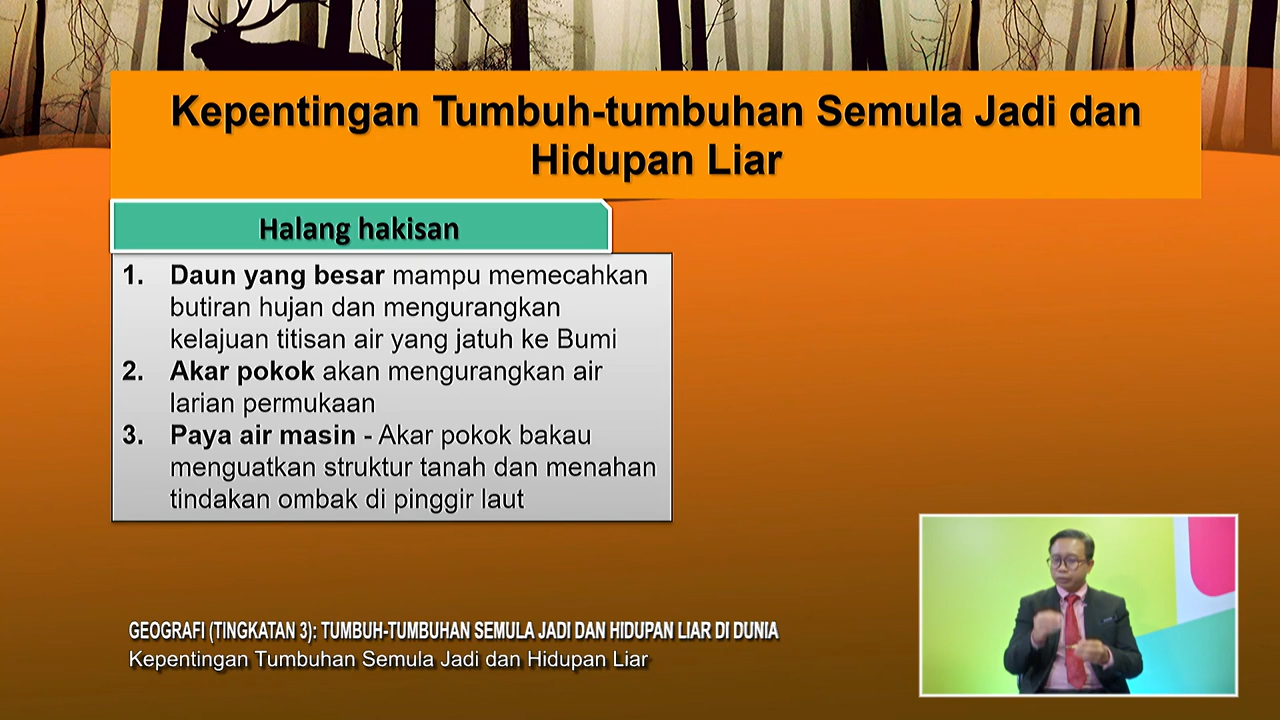 Kepentingan Tumbuh-tumbuhan Semula Jadi dan
Hidupan Liar
Halang hakisan
1. Daun yang besar mampu memecahkan
butiran hujan dan mengurangkan
kelajuan titisan air yang jatuh ke Bumi
2. Akar pokok akan mengurangkan air
larian permukaan
3. Paya air masin - Akar pokok bakau
menguatkan struktur tanah dan menahan
tindakan ombak di pinggir laut
GEOGRAFI (TINGKATAN 3): TUMBUH-TUMBUHAN SEMULA JADI DAN HIDUPAN LIAR DI DUNIA
Kepentingan Tumbuhan Semula Jadi dan Hidupan Liar